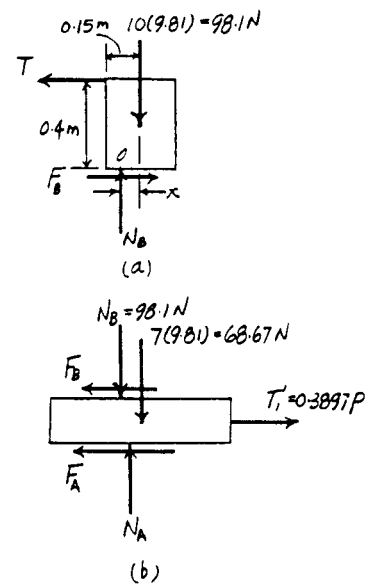 0.15m 10(9.81)=98.1N
T
0.4m
O
F_B
x
N_B
(a)
N_B=98.1N
7(9.81)=68.67N
F_B
T_1=0.3897P
F_A
N_A
(b)